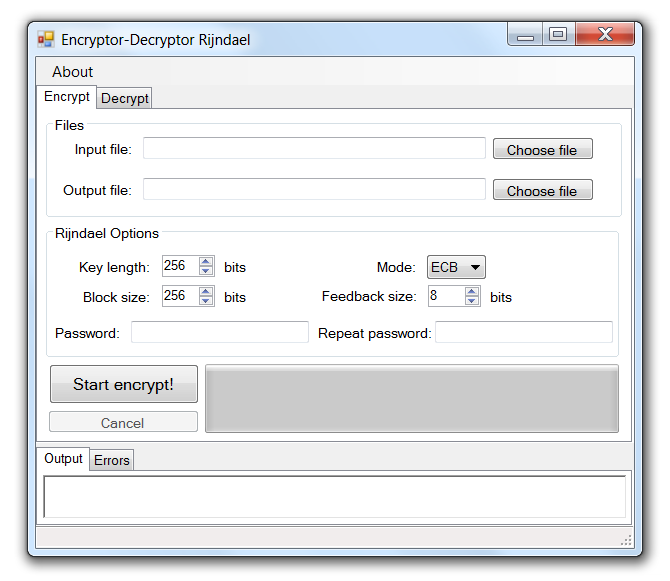 Encryptor-Decryptor Rijndael
About
Encrypt Decrypt
Files
Input file: Choose file
Output file: Choose file
Rijndael Options
Key length: 256 bits Mode: ECB
Block size: 256 bits Feedback size: 8 bits
Password: Repeat password:
Start encrypt!
Cancel
Output Errors